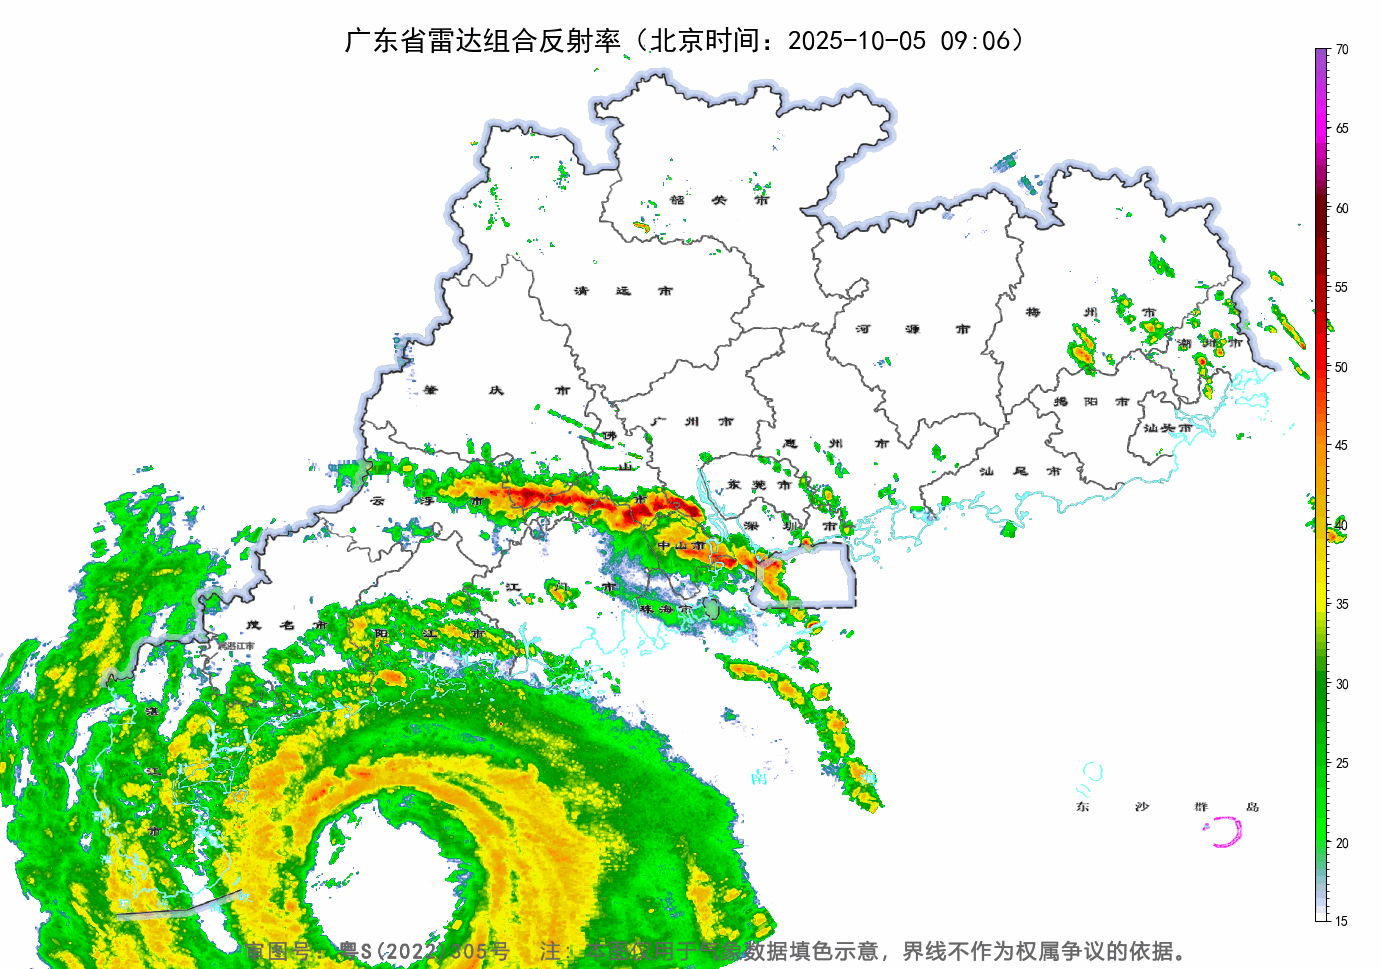 广东省雷达组合反射率（北京时间：2025-10-05 09:06）
70
65
60
55
50
45
40
35
30
25
20
15
韶关市
清远市
河源市
梅州市
潮州市
肇庆市
广州市
佛山市
惠州市
揭阳市
汕头市
汕尾市
东莞市
云浮市
深圳市
中山市
江门市
珠海市
茂名市
阳江市
湛江市
湛江市
南海
东沙群岛
审图号：粤S(2022)305号 注：本图仅用于气象数据填色示意，界线不作为权属争议的依据。